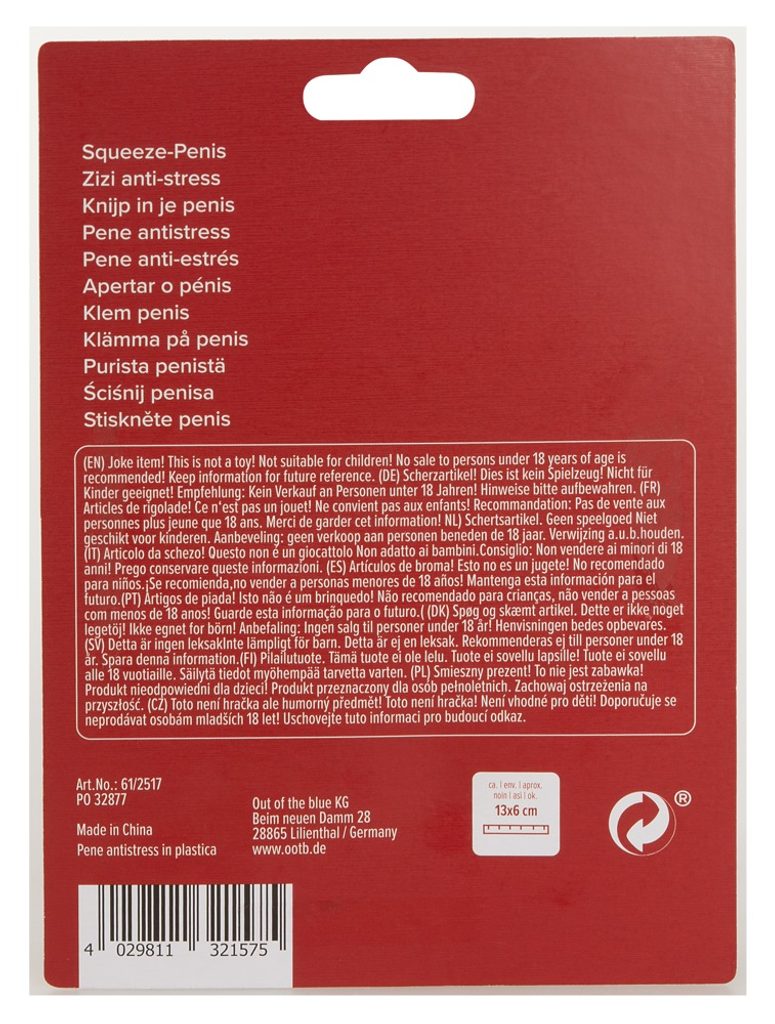 Squeeze-Penis
Zizi anti-stress
Knijp in je penis
Pene antistress
Pene anti-estrés
Apertar o pénis
Klem penis
Klämma på penis
Purista penistä
Ściśnij penisa
Stiskněte penis
(EN) Joke item! This is not a toy! Not suitable for children! No sale to persons under 18 years of age is
recommended! Keep information for future reference. (DE) Scherzartikel! Dies ist kein Spielzeug! Nicht für
Kinder geeignet! Empfehlung: Kein Verkauf an Personen unter 18 Jahren! Hinweise bitte aufbewahren. (FR)
Articles de rigolade! Ce n'est pas un jouet! Ne convient pas aux enfants! Recommandation: Pas de vente aux
personnes plus jeune que 18 ans. Merci de garder cet information! NL) Schertsartikel. Geen speelgoed Niet
geschikt voor kinderen. Aanbeveling: geen verkoop aan personen beneden de 18 jaar. Verwijzing a.u.b.houden.
(IT) Articolo da schezo! Questo non é un giocattolo Non adatto ai bambini.Consiglio: Non vendere ai minori di 18
anni! Prego conservare queste informazioni. (ES) Artículos de broma! Esto no es un jugete! No recomendado
para niños.¡Se recomienda,no vender a personas menores de 18 años! Mantenga esta información para el
futuro.(PT) Artigos de piada! Isto não é um brinquedo! Não recomendado para crianças, não vender a pessoas
com menos de 18 anos! Guarde esta informação para o futuro.( (DK) Spøg og skæmt artikel. Dette er ikke noget
legetöj! Ikke egnet for börn! Anbefaling: Ingen salg til personer under 18 år! Henvisningen bedes opbevares.
(SV) Detta är ingen leksakInte lämpligt för barn. Detta är ej en leksak. Rekommenderas ej till personer under 18
år. Spara denna information.(FI) Pilailutuote. Tämä tuote ei ole lelu. Tuote ei sovellu lapsille! Tuote ei sovellu
alle 18 vuotiaille. Säilytä tiedot myöhempää tarvetta varten. (PL) Smieszny prezent! To nie jest zabawka!
Produkt nieodpowiedni dla dzieci! Produkt przeznaczony dla osób pełnoletnich. Zachowaj ostrzeżenia na
przyszłość. (CZ) Toto není hračka ale humorný předmět! Toto není hračka! Není vhodné pro děti! Doporučuje se
neprodávat osobám mladších 18 let! Uschovejte tuto informaci pro budoucí odkaz.
Art.No.: 61/2517
PO 32877
Made in China
Pene antistress in plastica
Out of the blue KG
Beim neuen Damm 28
28865 Lilienthal / Germany
www.ootb.de
ca. | env. | aprox.
noin | así | ok.
13x6 cm
®
4 029811 321575